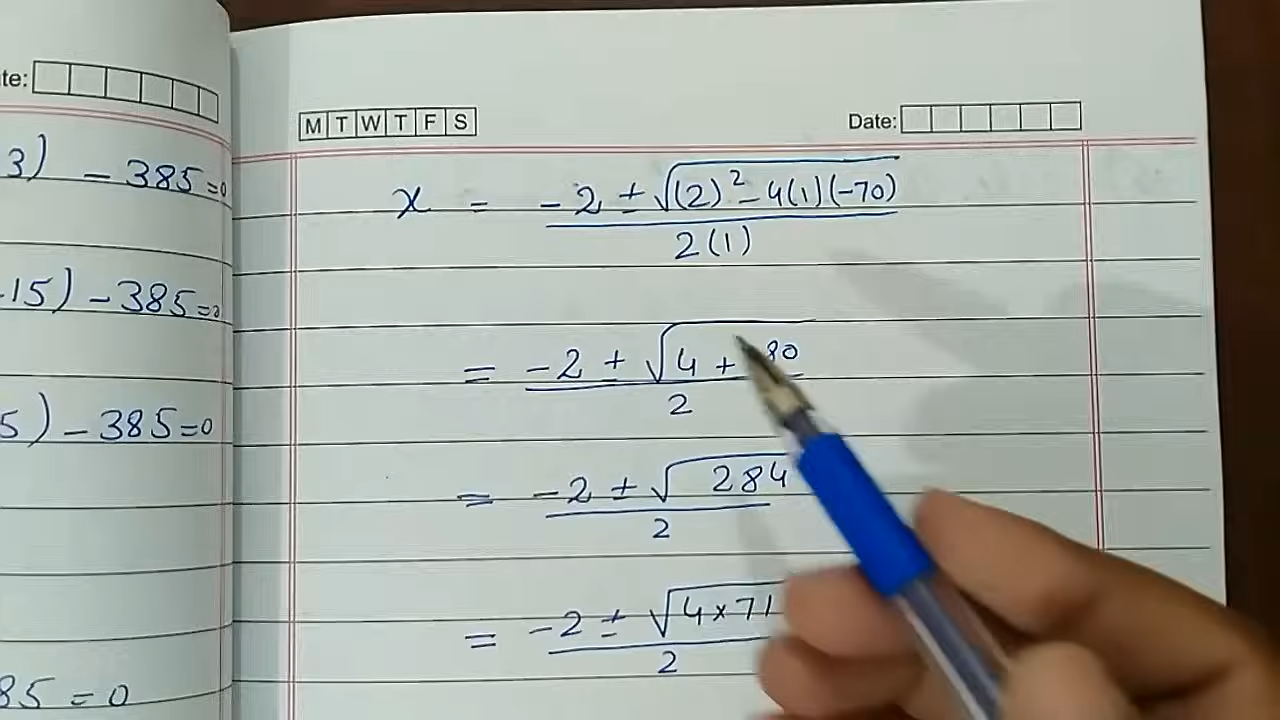 te:
3) - 385=0
-15) - 385=0
5) - 385=0
85 = 0
M T W T F S
Date:
x = -2 ± √(2)² - 4(1)(-70)
2(1)
= -2 ± √4 + 80
2
= -2 ± √284
2
= -2 ± √4×71
2